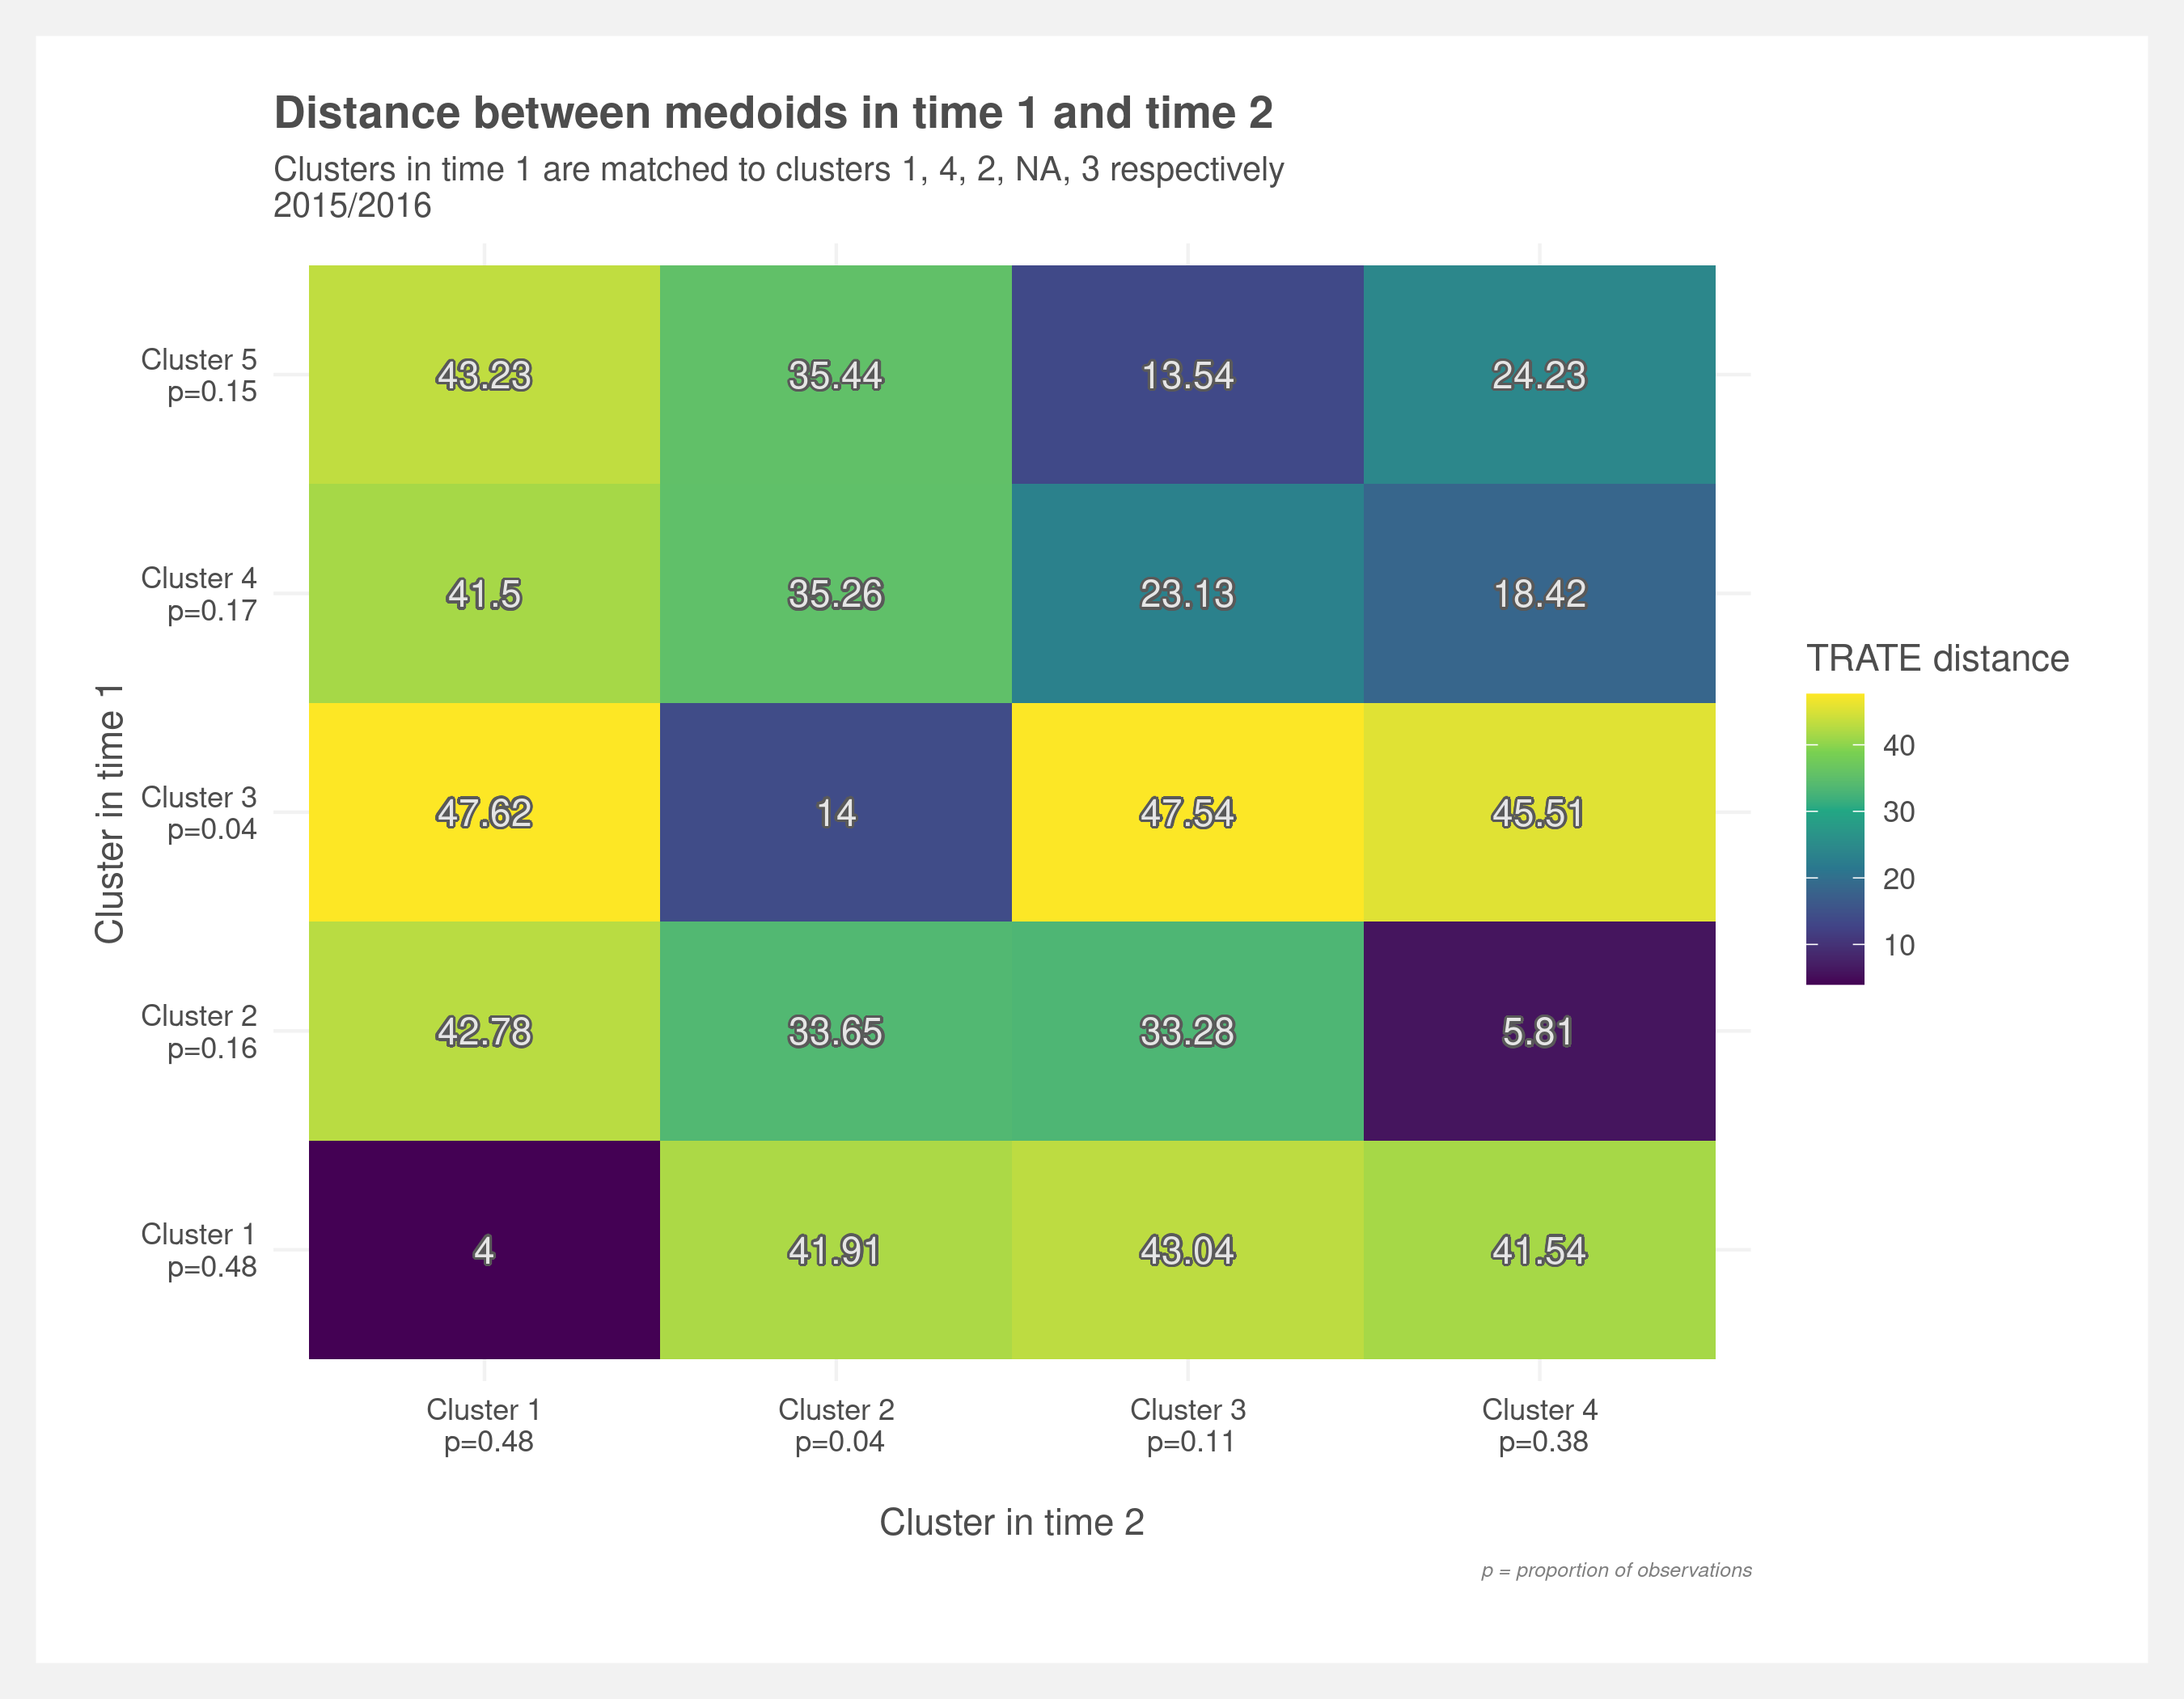 Distance between medoids in time 1 and time 2
Clusters in time 1 are matched to clusters 1, 4, 2, NA, 3 respectively
2015/2016
Cluster in time 1
Cluster 5
p=0.15
43.23 35.44 13.54 24.23
Cluster 4
p=0.17
41.5 35.26 23.13 18.42
Cluster 3
p=0.04
47.62 14 47.54 45.51
Cluster 2
p=0.16
42.78 33.65 33.28 5.81
Cluster 1
p=0.48
4 41.91 43.04 41.54
Cluster 1 Cluster 2 Cluster 3 Cluster 4
p=0.48 p=0.04 p=0.11 p=0.38
Cluster in time 2
TRATE distance
40
30
20
10
p = proportion of observations